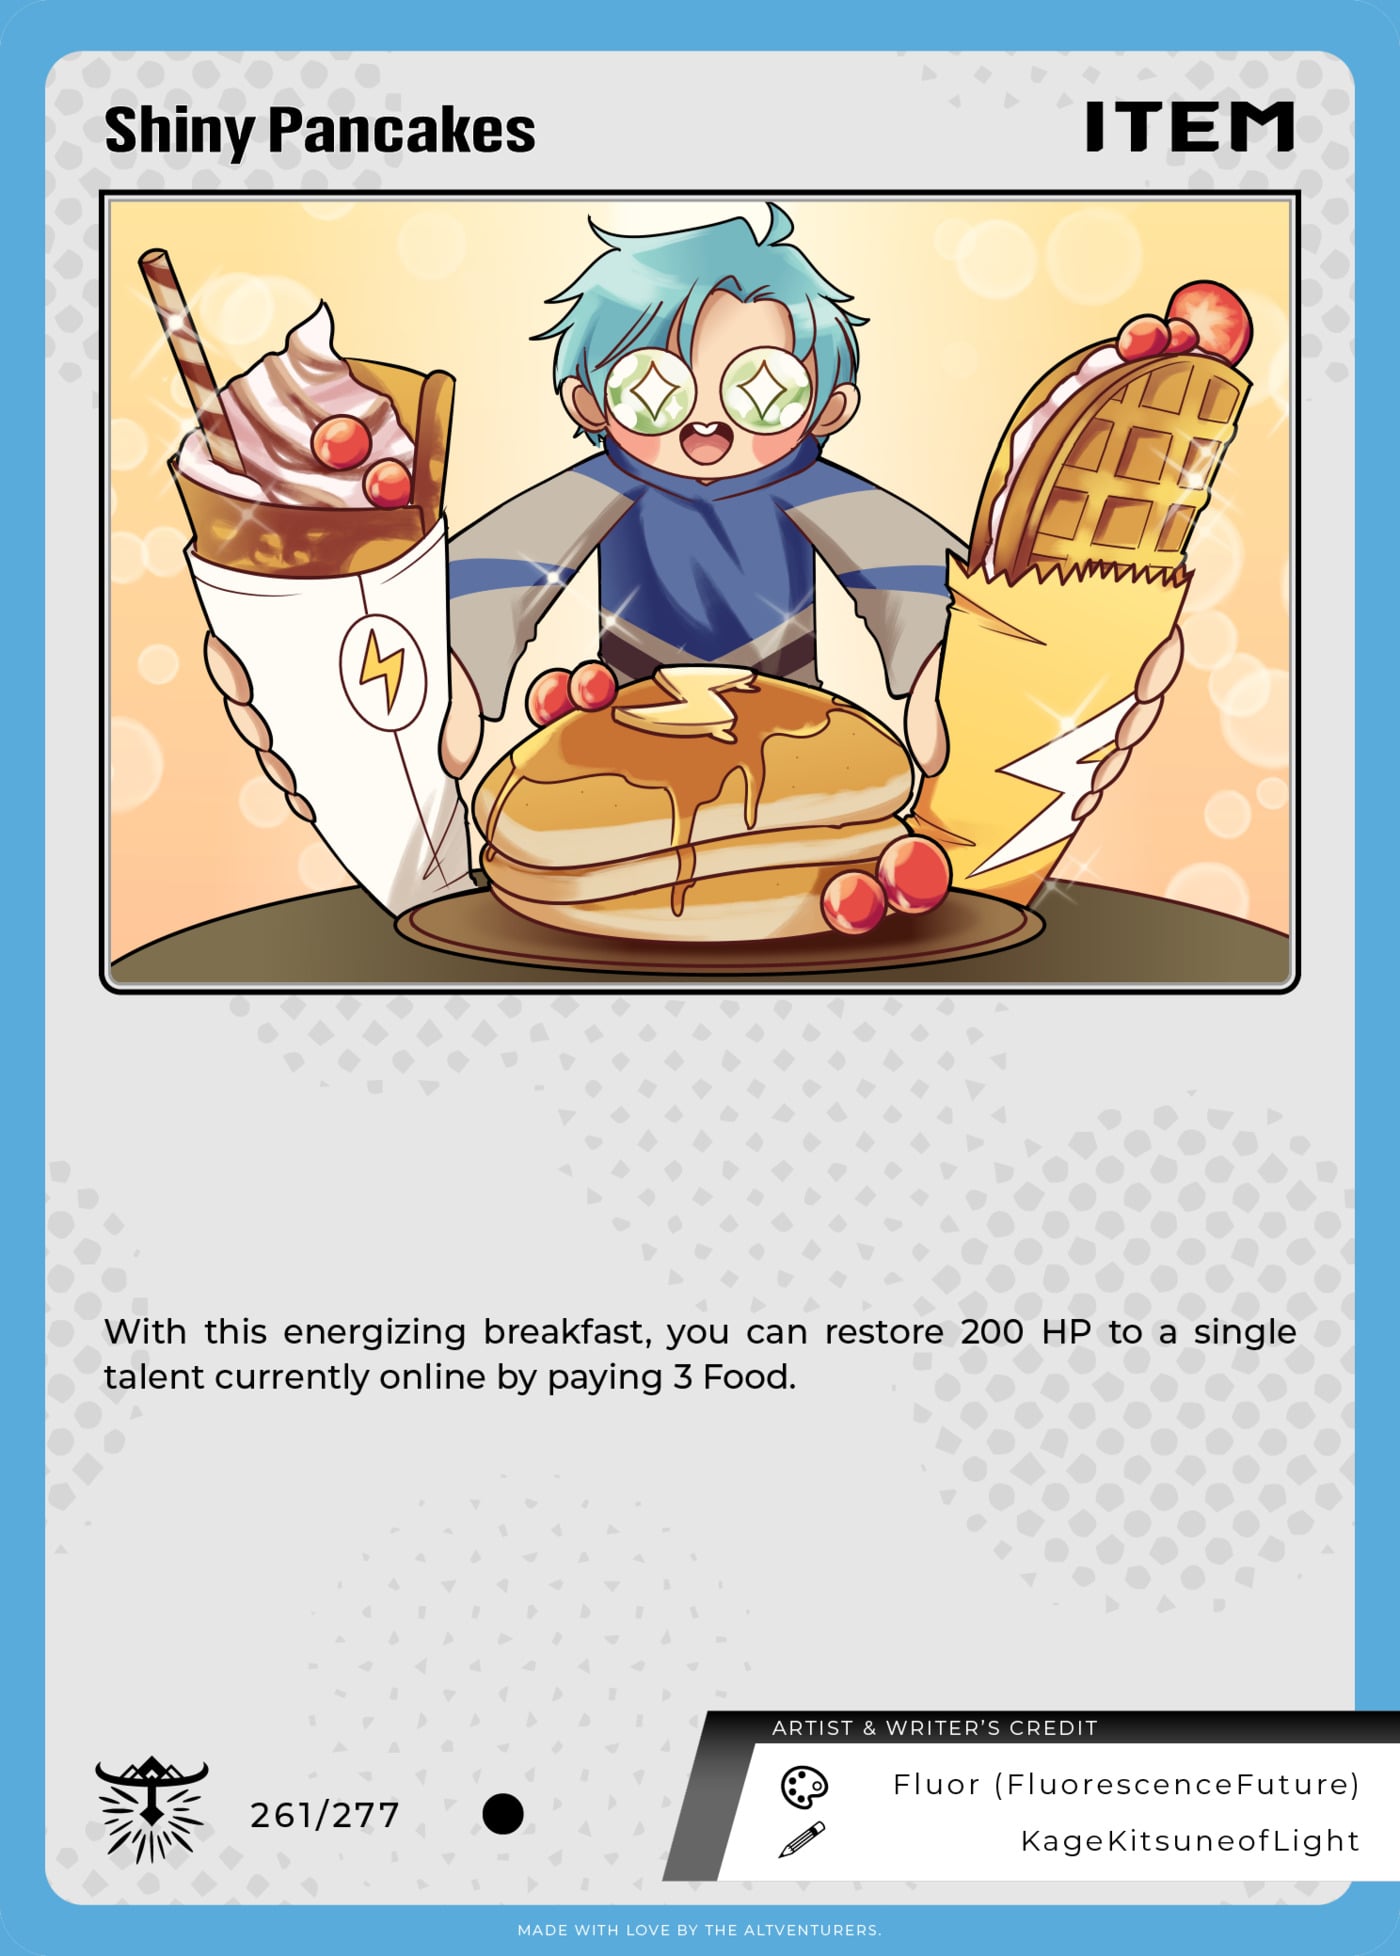 Shiny Pancakes
ITEM
With this energizing breakfast, you can restore 200 HP to a single
talent currently online by paying 3 Food.
ARTIST & WRITER'S CREDIT
Fluor (FluorescenceFuture)
KageKitsuneofLight
261/277
MADE WITH LOVE BY THE ALTVENTURERS.